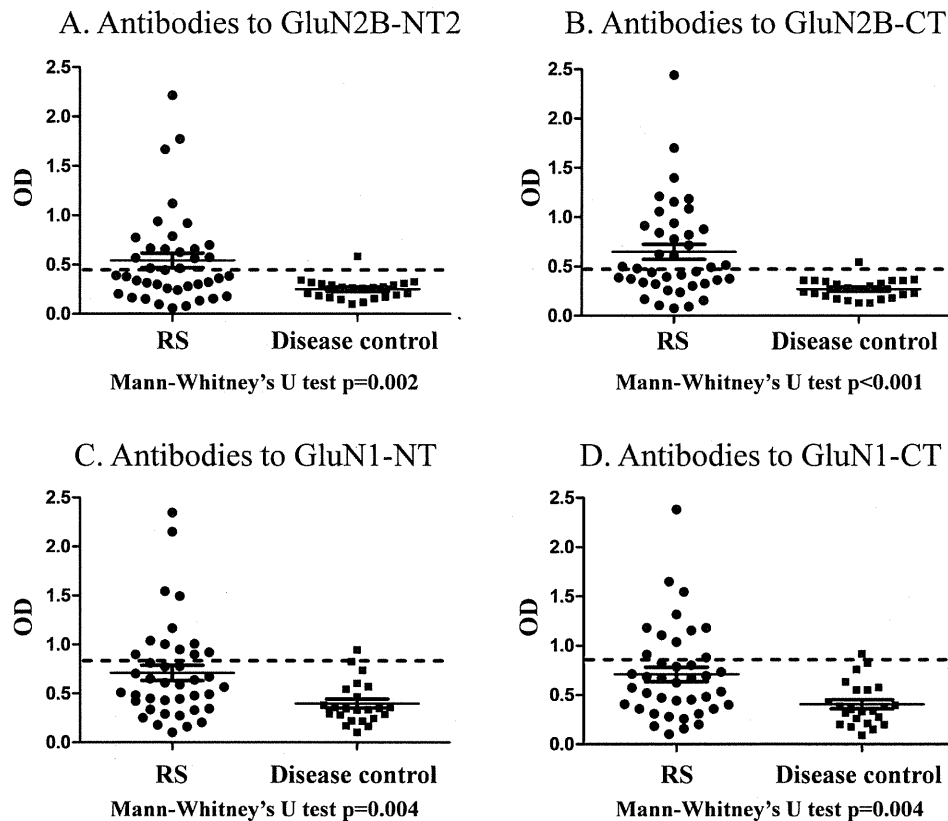 A. Antibodies to GluN2B-NT2
2.5
2.0
1.5
1.0
0.5
0.0
OD
RS
Disease control
Mann-Whitney's U test p=0.002
B. Antibodies to GluN2B-CT
2.5
2.0
1.5
1.0
0.5
0.0
OD
RS
Disease control
Mann-Whitney's U test p<0.001
C. Antibodies to GluN1-NT
2.5
2.0
1.5
1.0
0.5
0.0
OD
RS
Disease control
Mann-Whitney's U test p=0.004
D. Antibodies to GluN1-CT
2.5
2.0
1.5
1.0
0.5
0.0
OD
RS
Disease control
Mann-Whitney's U test p=0.004